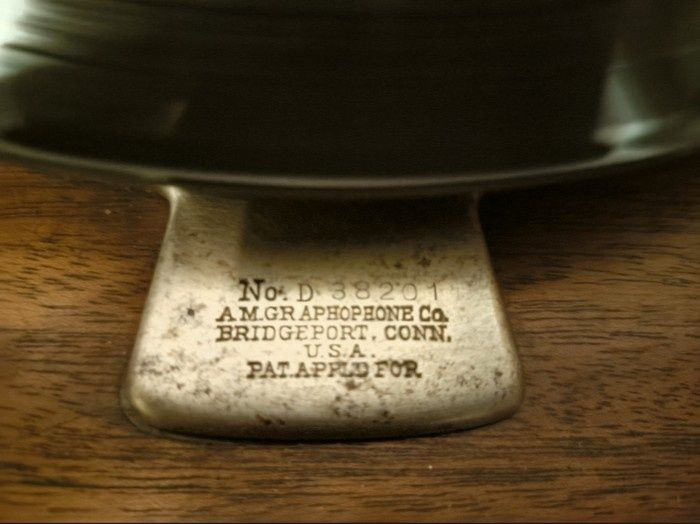 No. D 38201
AM.GRAPHOPHONE Co.
BRIDGEPORT, CONN.
U.S.A.
PAT.APPLD FOR